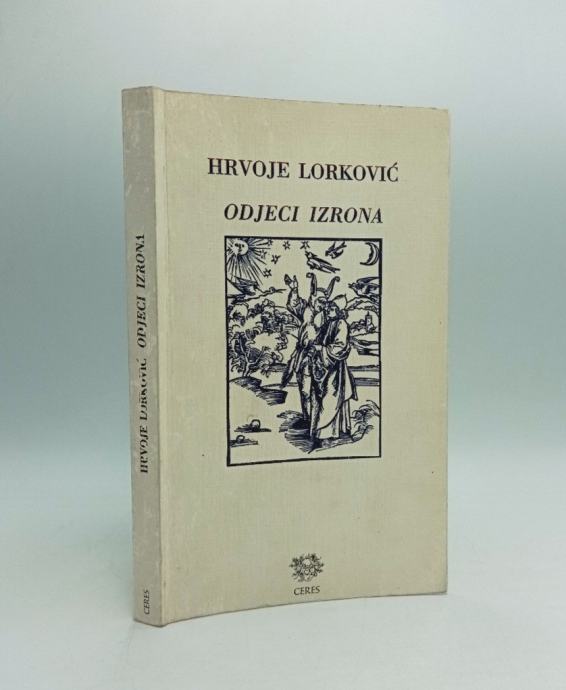 HRVOJE LORKOVIĆ
ODJECI IZRONA
CERES
HRVOJE LORKOVIĆ ODJECI IZRONA
CERES